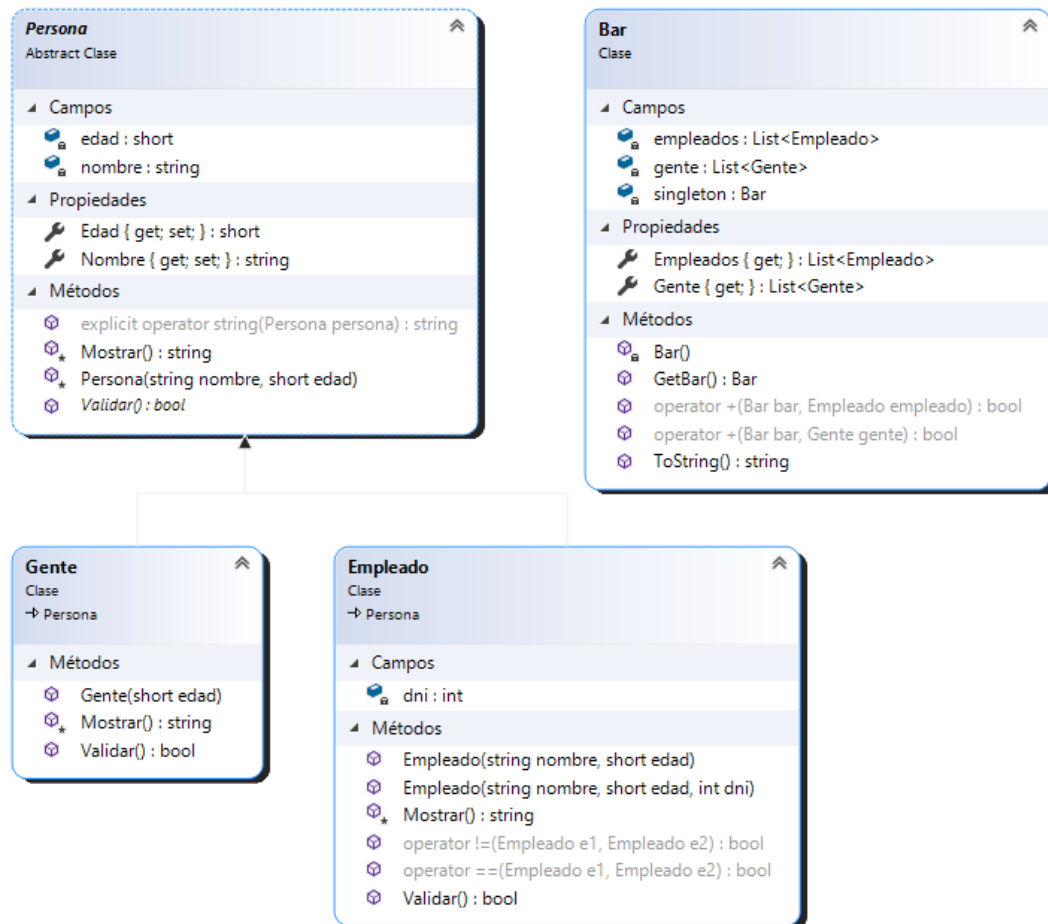 Persona
Abstract Clase
Campos
edad : short
nombre : string
Propiedades
Edad { get; set; } : short
Nombre { get; set; } : string
Métodos
explicit operator string(Persona persona) : string
Mostrar() : string
Persona(string nombre, short edad)
Validar() : bool
Bar
Clase
Campos
empleados : List<Empleado>
gente : List<Gente>
singleton : Bar
Propiedades
Empleados { get; } : List<Empleado>
Gente { get; } : List<Gente>
Métodos
Bar()
GetBar() : Bar
operator +(Bar bar, Empleado empleado) : bool
operator +(Bar bar, Gente gente) : bool
ToString() : string
Gente
Clase
Persona
Métodos
Gente(short edad)
Mostrar() : string
Validar() : bool
Empleado
Clase
Persona
Campos
dni : int
Métodos
Empleado(string nombre, short edad)
Empleado(string nombre, short edad, int dni)
Mostrar() : string
operator !=(Empleado e1, Empleado e2) : bool
operator ==(Empleado e1, Empleado e2) : bool
Validar() : bool